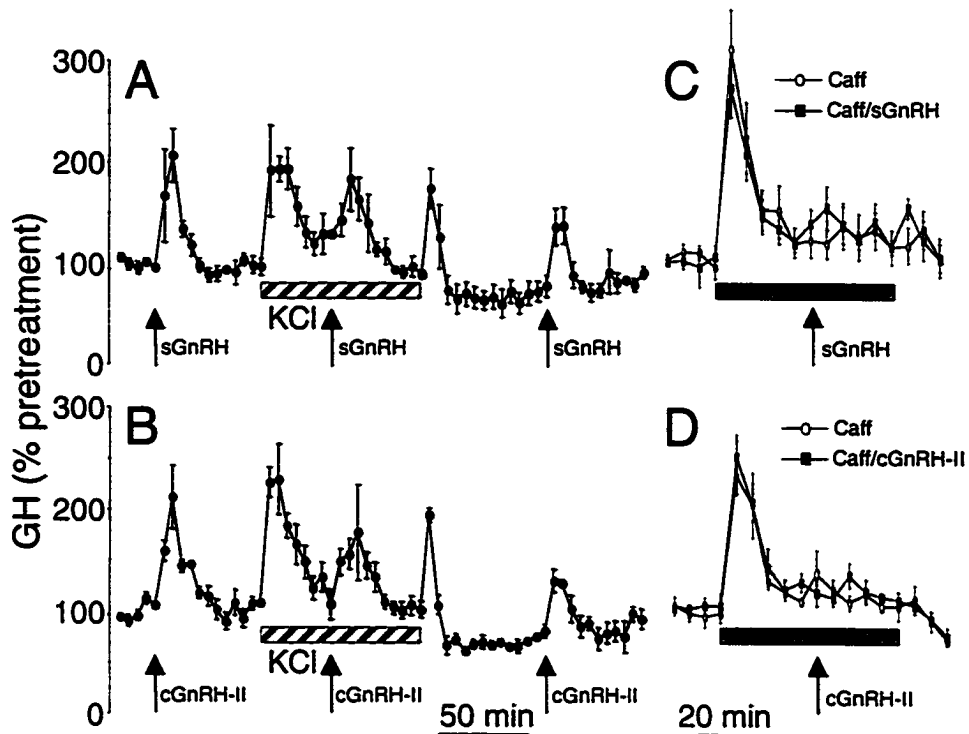 GH (% pretreatment)
300
200
100
0
A
KCl
sGnRH
sGnRH
sGnRH
C
Caff
Caff/sGnRH
sGnRH
300
200
100
0
B
KCl
cGnRH-II
cGnRH-II
cGnRH-II
50 min
D
Caff
Caff/cGnRH-II
cGnRH-II
20 min